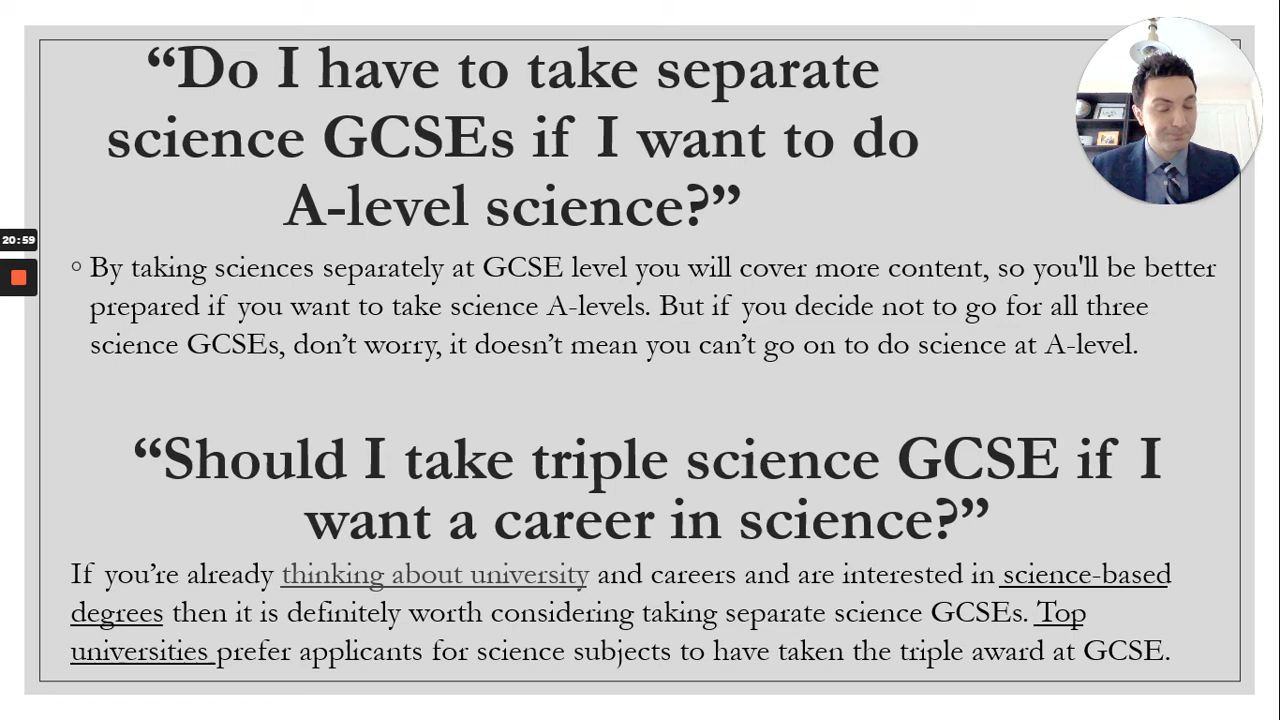 “Do I have to take separate
science GCSEs if I want to do
A-level science?”
20:59
◦ By taking sciences separately at GCSE level you will cover more content, so you'll be better
prepared if you want to take science A-levels. But if you decide not to go for all three
science GCSEs, don’t worry, it doesn’t mean you can’t go on to do science at A-level.
“Should I take triple science GCSE if I
want a career in science?”
If you’re already thinking about university and careers and are interested in science-based
degrees then it is definitely worth considering taking separate science GCSEs. Top
universities prefer applicants for science subjects to have taken the triple award at GCSE.